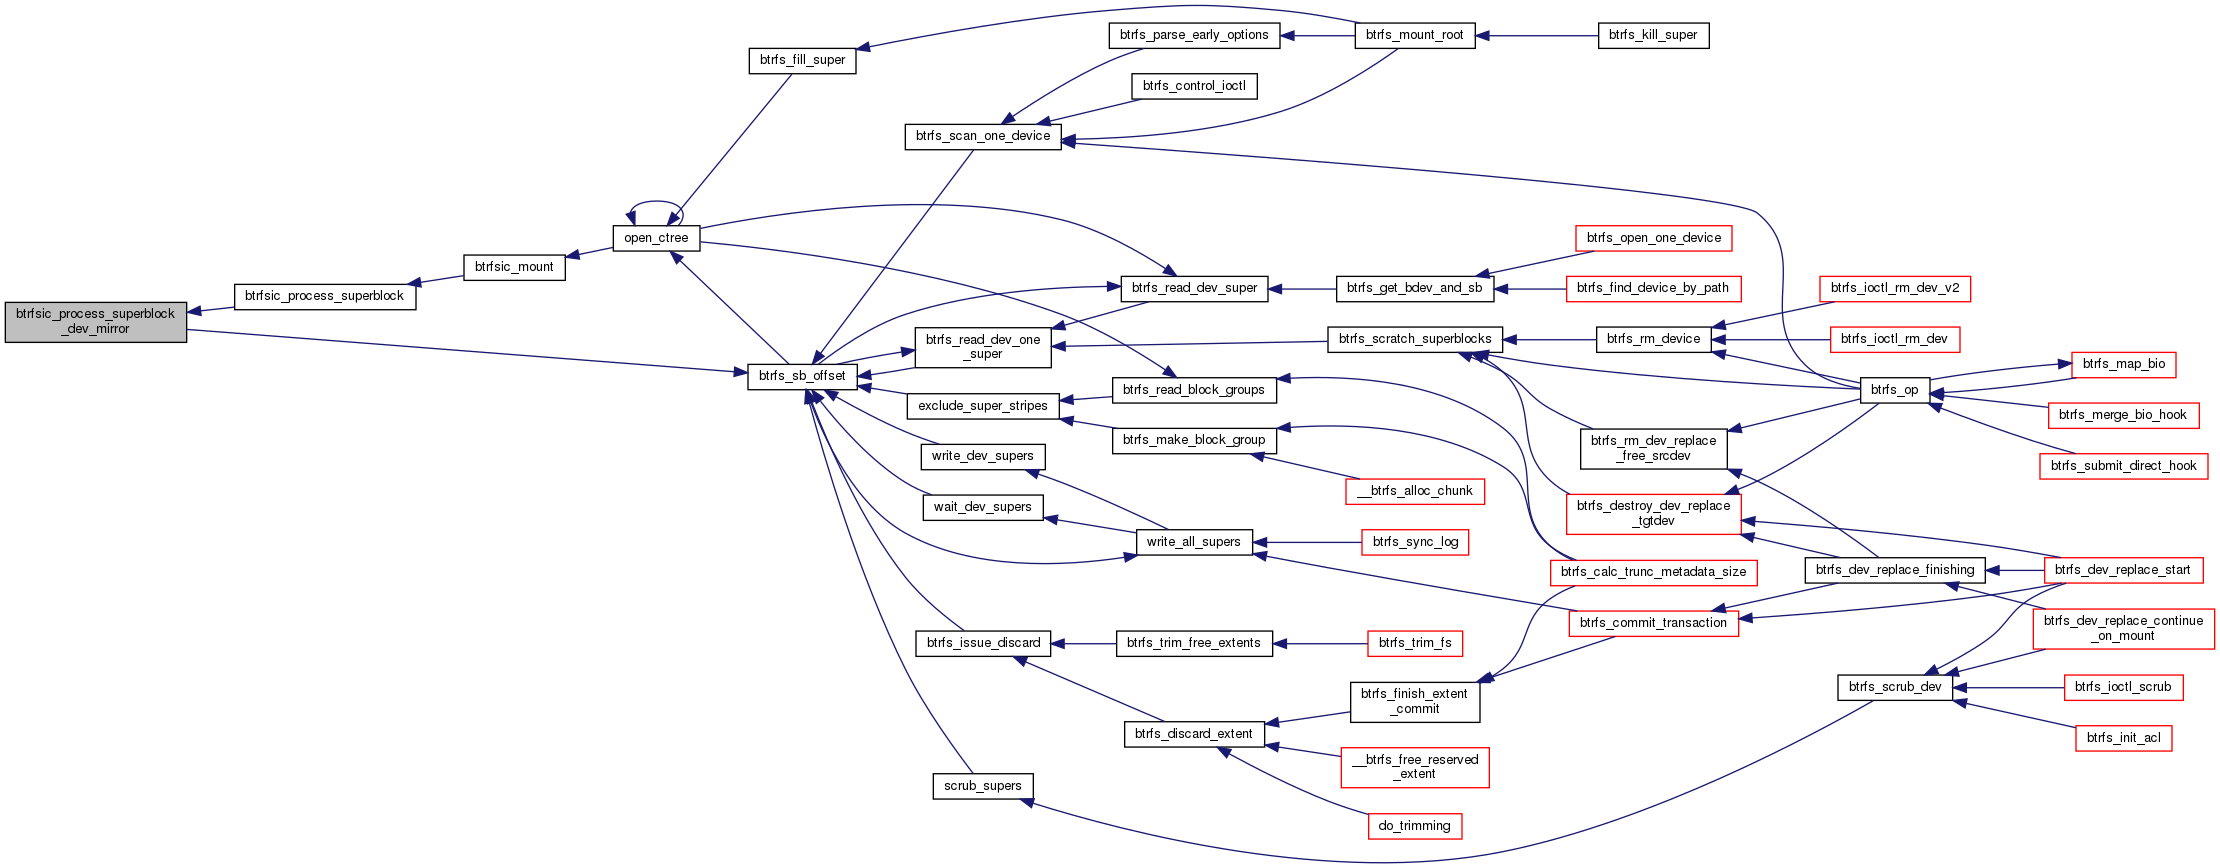 btrfsic_process_superblock
_dev_mirror
btrfsic_process_superblock
btrfsic_mount
open_ctree
btrfs_fill_super
btrfs_sb_offset
btrfs_scan_one_device
btrfs_read_dev_one
_super
exclude_super_stripes
write_dev_supers
wait_dev_supers
btrfs_issue_discard
scrub_supers
btrfs_parse_early_options
btrfs_control_ioctl
btrfs_read_dev_super
btrfs_read_block_groups
btrfs_make_block_group
write_all_supers
btrfs_trim_free_extents
btrfs_discard_extent
btrfs_mount_root
btrfs_get_bdev_and_sb
btrfs_scratch_superblocks
__btrfs_alloc_chunk
btrfs_sync_log
btrfs_trim_fs
btrfs_finish_extent
_commit
__btrfs_free_reserved
_extent
do_trimming
btrfs_kill_super
btrfs_open_one_device
btrfs_find_device_by_path
btrfs_rm_device
btrfs_rm_dev_replace
_free_srcdev
btrfs_destroy_dev_replace
_tgtdev
btrfs_calc_trunc_metadata_size
btrfs_commit_transaction
btrfs_ioctl_rm_dev_v2
btrfs_ioctl_rm_dev
btrfs_op
btrfs_dev_replace_finishing
btrfs_scrub_dev
btrfs_map_bio
btrfs_merge_bio_hook
btrfs_submit_direct_hook
btrfs_dev_replace_start
btrfs_dev_replace_continue
_on_mount
btrfs_ioctl_scrub
btrfs_init_acl